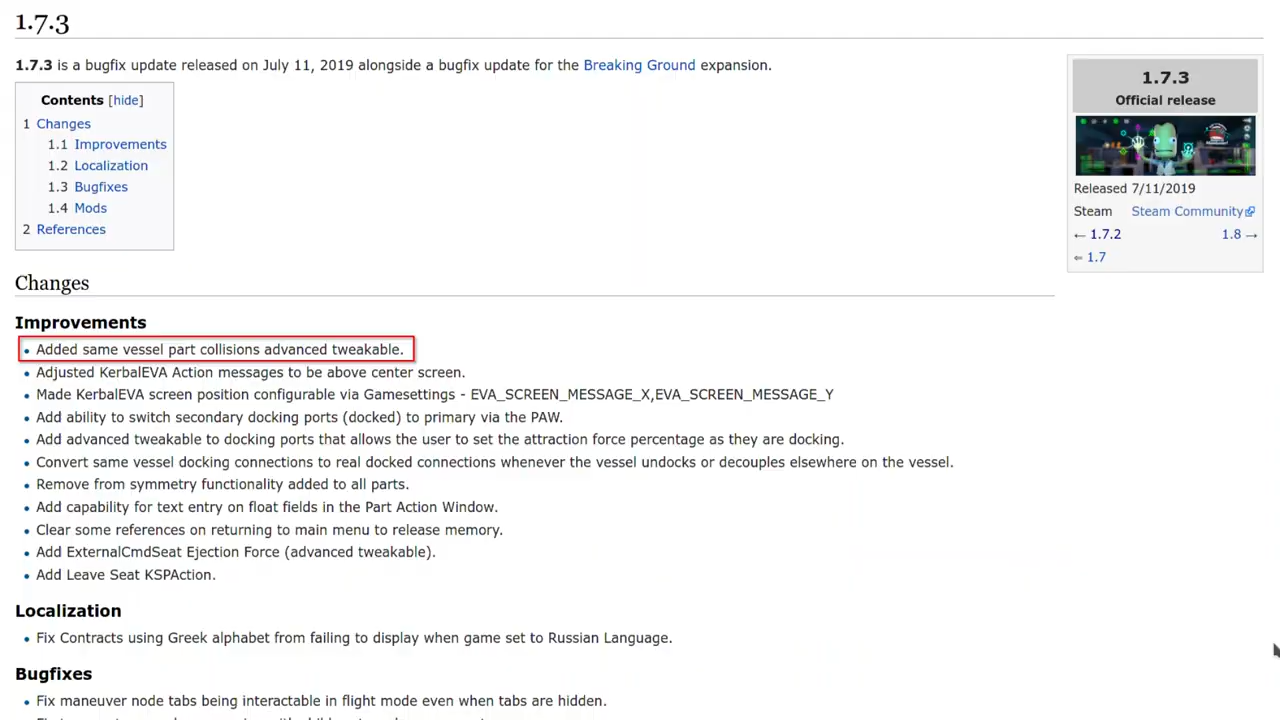 1.7.3
1.7.3 is a bugfix update released on July 11, 2019 alongside a bugfix update for the Breaking Ground expansion.
Contents [hide]
1 Changes
1.1 Improvements
1.2 Localization
1.3 Bugfixes
1.4 Mods
2 References
1.7.3
Official release
Released 7/11/2019
Steam Steam Community
← 1.7.2 1.8 →
⇐ 1.7
Changes
Improvements
• Added same vessel part collisions advanced tweakable.
• Adjusted KerbalEVA Action messages to be above center screen.
• Made KerbalEVA screen position configurable via Gamesettings - EVA_SCREEN_MESSAGE_X,EVA_SCREEN_MESSAGE_Y
• Add ability to switch secondary docking ports (docked) to primary via the PAW.
• Add advanced tweakable to docking ports that allows the user to set the attraction force percentage as they are docking.
• Convert same vessel docking connections to real docked connections whenever the vessel undocks or decouples elsewhere on the vessel.
• Remove from symmetry functionality added to all parts.
• Add capability for text entry on float fields in the Part Action Window.
• Clear some references on returning to main menu to release memory.
• Add ExternalCmdSeat Ejection Force (advanced tweakable).
• Add Leave Seat KSPAction.
Localization
• Fix Contracts using Greek alphabet from failing to display when game set to Russian Language.
Bugfixes
• Fix maneuver node tabs being interactable in flight mode even when tabs are hidden.